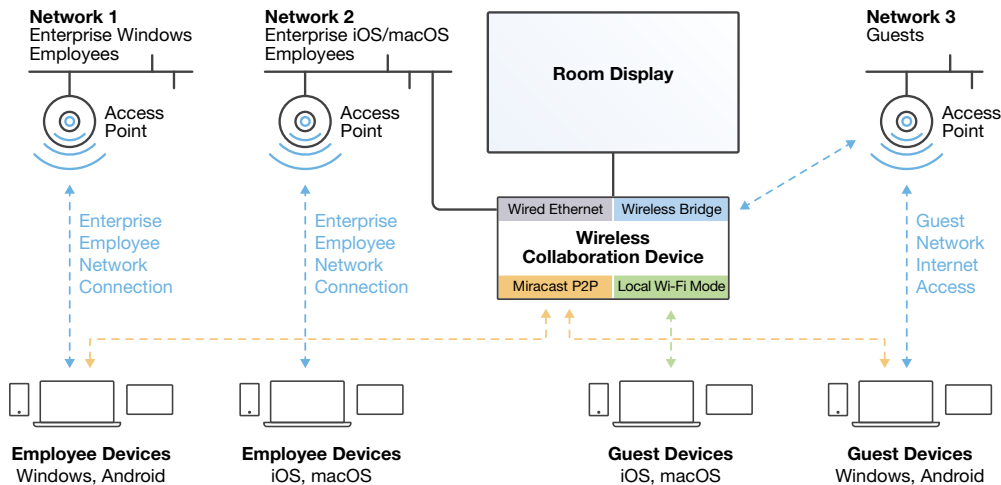 Network 1
Enterprise Windows
Employees
Network 2
Enterprise iOS/macOS
Employees
Network 3
Guests
Room Display
Access
Point
Access
Point
Access
Point
Wired Ethernet
Wireless Bridge
Wireless
Collaboration Device
Miracast P2P
Local Wi-Fi Mode
Enterprise
Employee
Network
Connection
Enterprise
Employee
Network
Connection
Guest
Network
Internet
Access
Employee Devices
Windows, Android
Employee Devices
iOS, macOS
Guest Devices
iOS, macOS
Guest Devices
Windows, Android